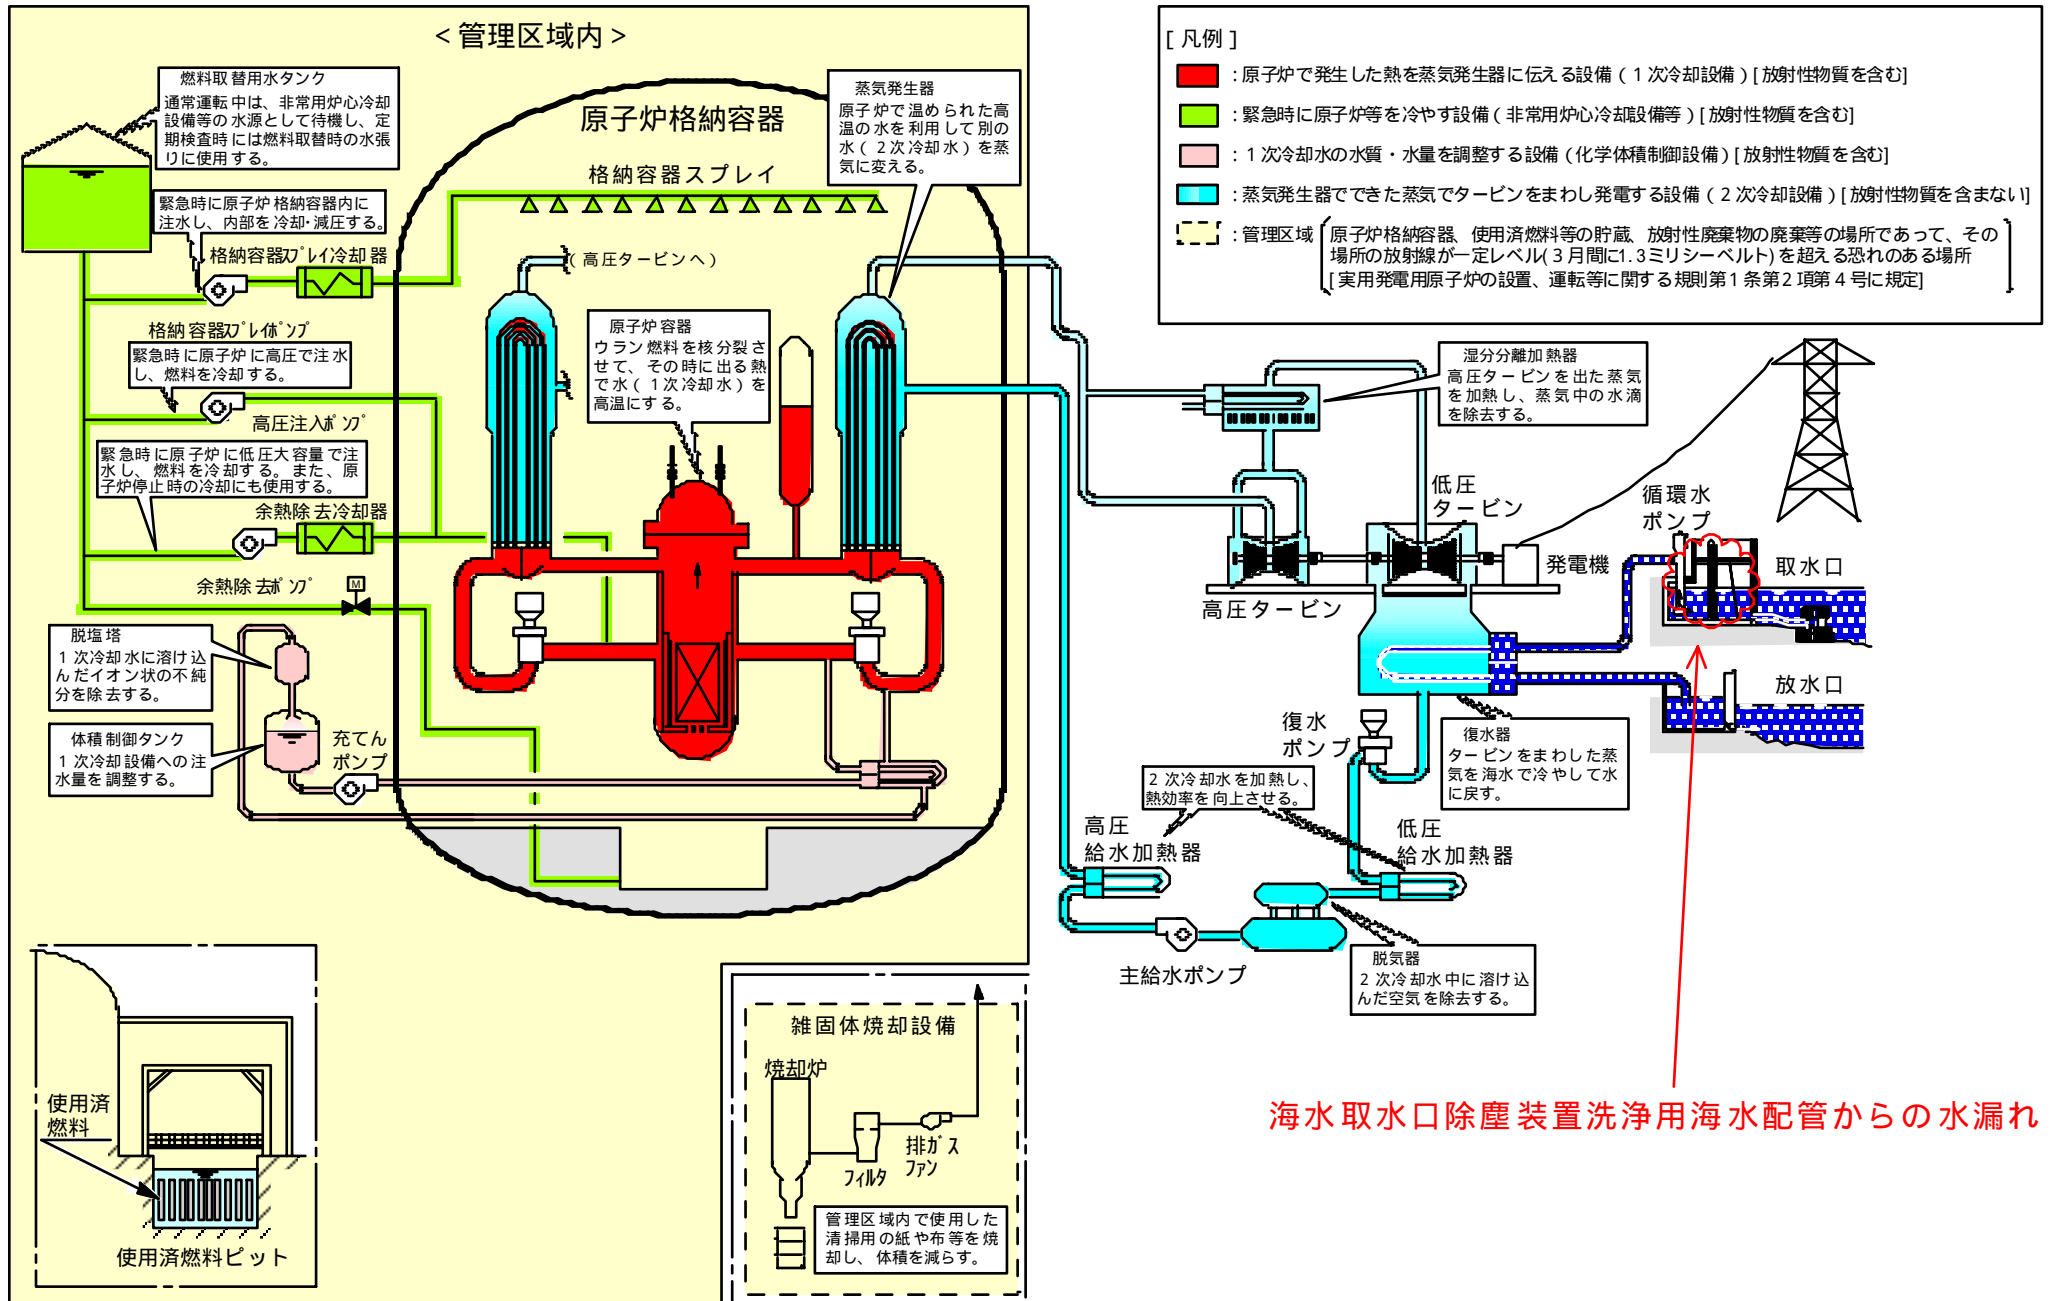 ＜管理区域内＞
燃料取替用水タンク
通常運転中は、非常用炉心冷却
設備等の水源として待機し、定
期検査時には燃料取替時の水張
りに使用する。
緊急時に原子炉格納容器内に
注水し、内部を冷却・減圧する。
格納容器スプレイ冷却器
格納容器スプレイポンプ
緊急時に原子炉に高圧で注水
し、燃料を冷却する。
高圧注入ポンプ
緊急時に原子炉に低圧大容量で注
水し、燃料を冷却する。また、原
子炉停止時の冷却にも使用する。
余熱除去冷却器
余熱除去ポンプ
M
脱塩塔
１次冷却水に溶け込
んだイオン状の不純
分を除去する。
体積制御タンク
１次冷却設備への注
水量を調整する。
充てん
ポンプ
原子炉格納容器
格納容器スプレイ
（高圧タービンへ）
蒸気発生器
原子炉で温められた高
温の水を利用して別の
水（２次冷却水）を蒸
気に変える。
原子炉容器
ウラン燃料を核分裂さ
せて、その時に出る熱
で水（１次冷却水）を
高温にする。
使用済
燃料
使用済燃料ピット
雑固体焼却設備
焼却炉
フィルタ
排ガス
ファン
管理区域内で使用した
清掃用の紙や布等を焼
却し、体積を減らす。
[凡例]
：原子炉で発生した熱を蒸気発生器に伝える設備（１次冷却設備）[放射性物質を含む]
：緊急時に原子炉等を冷やす設備（非常用炉心冷却設備等）[放射性物質を含む]
：１次冷却水の水質・水量を調整する設備（化学体積制御設備）[放射性物質を含む]
：蒸気発生器でできた蒸気でタービンをまわし発電する設備（２次冷却設備）[放射性物質を含まない]
：管理区域
原子炉格納容器、使用済燃料等の貯蔵、放射性廃棄物の廃棄等の場所であって、その
場所の放射線が一定レベル(３月間に1.3ミリシーベルト)を超える恐れのある場所
[実用発電用原子炉の設置、運転等に関する規則第１条第２項第４号に規定]
湿分分離加熱器
高圧タービンを出た蒸気
を加熱し、蒸気中の水滴
を除去する。
低圧
タービン
高圧タービン
発電機
循環水
ポンプ
取水口
放水口
復水
ポンプ
復水器
タービンをまわした蒸
気を海水で冷やして水
に戻す。
２次冷却水を加熱し、
熱効率を向上させる。
高圧
給水加熱器
低圧
給水加熱器
主給水ポンプ
脱気器
２次冷却水中に溶け込
んだ空気を除去する。
海水取水口除塵装置洗浄用海水配管からの水漏れ